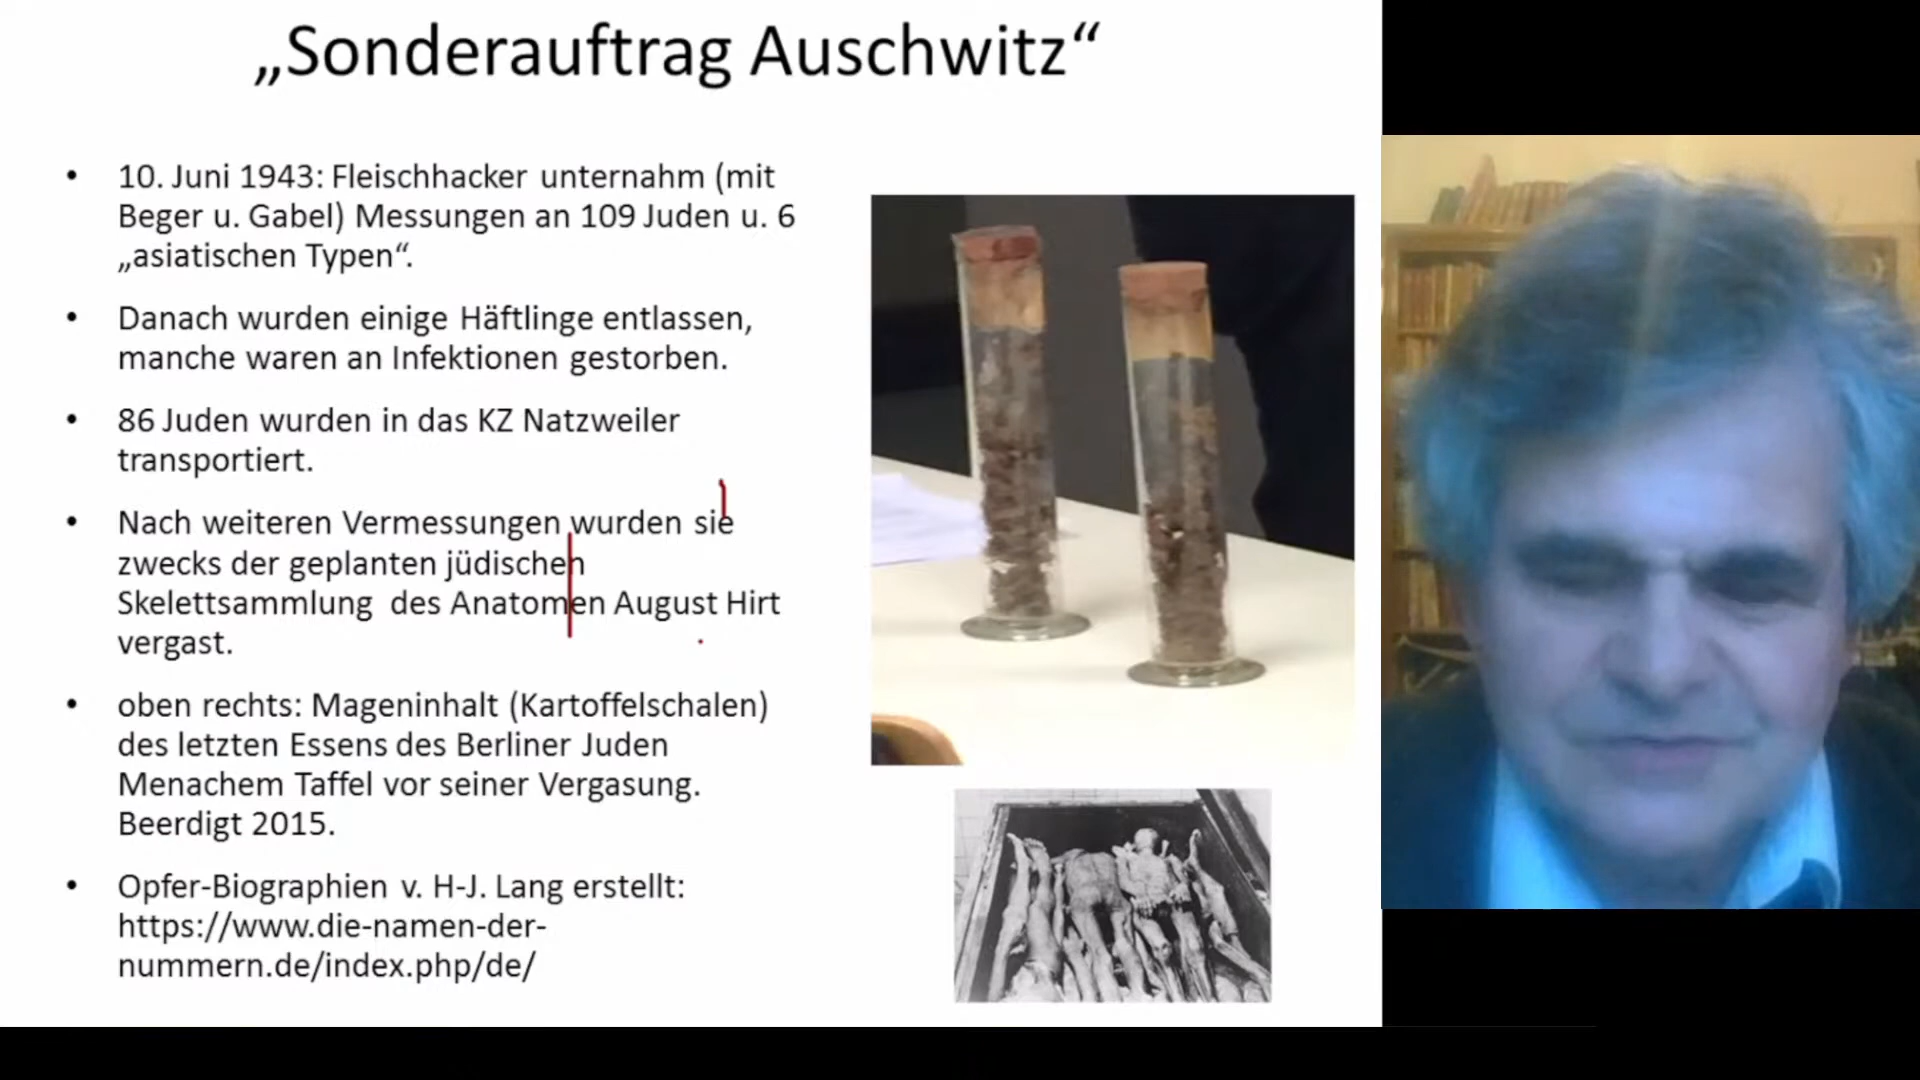 „Sonderauftrag Auschwitz“
• 10. Juni 1943: Fleischhacker unternahm (mit
Beger u. Gabel) Messungen an 109 Juden u. 6
„asiatischen Typen“.
• Danach wurden einige Häftlinge entlassen,
manche waren an Infektionen gestorben.
• 86 Juden wurden in das KZ Natzweiler
transportiert.
• Nach weiteren Vermessungen wurden sie
zwecks der geplanten jüdischen
Skelettsammlung des Anatomen August Hirt
vergast.
• oben rechts: Mageninhalt (Kartoffelschalen)
des letzten Essens des Berliner Juden
Menachem Taffel vor seiner Vergasung.
Beerdigt 2015.
• Opfer-Biographien v. H-J. Lang erstellt:
https://www.die-namen-der-
nummern.de/index.php/de/